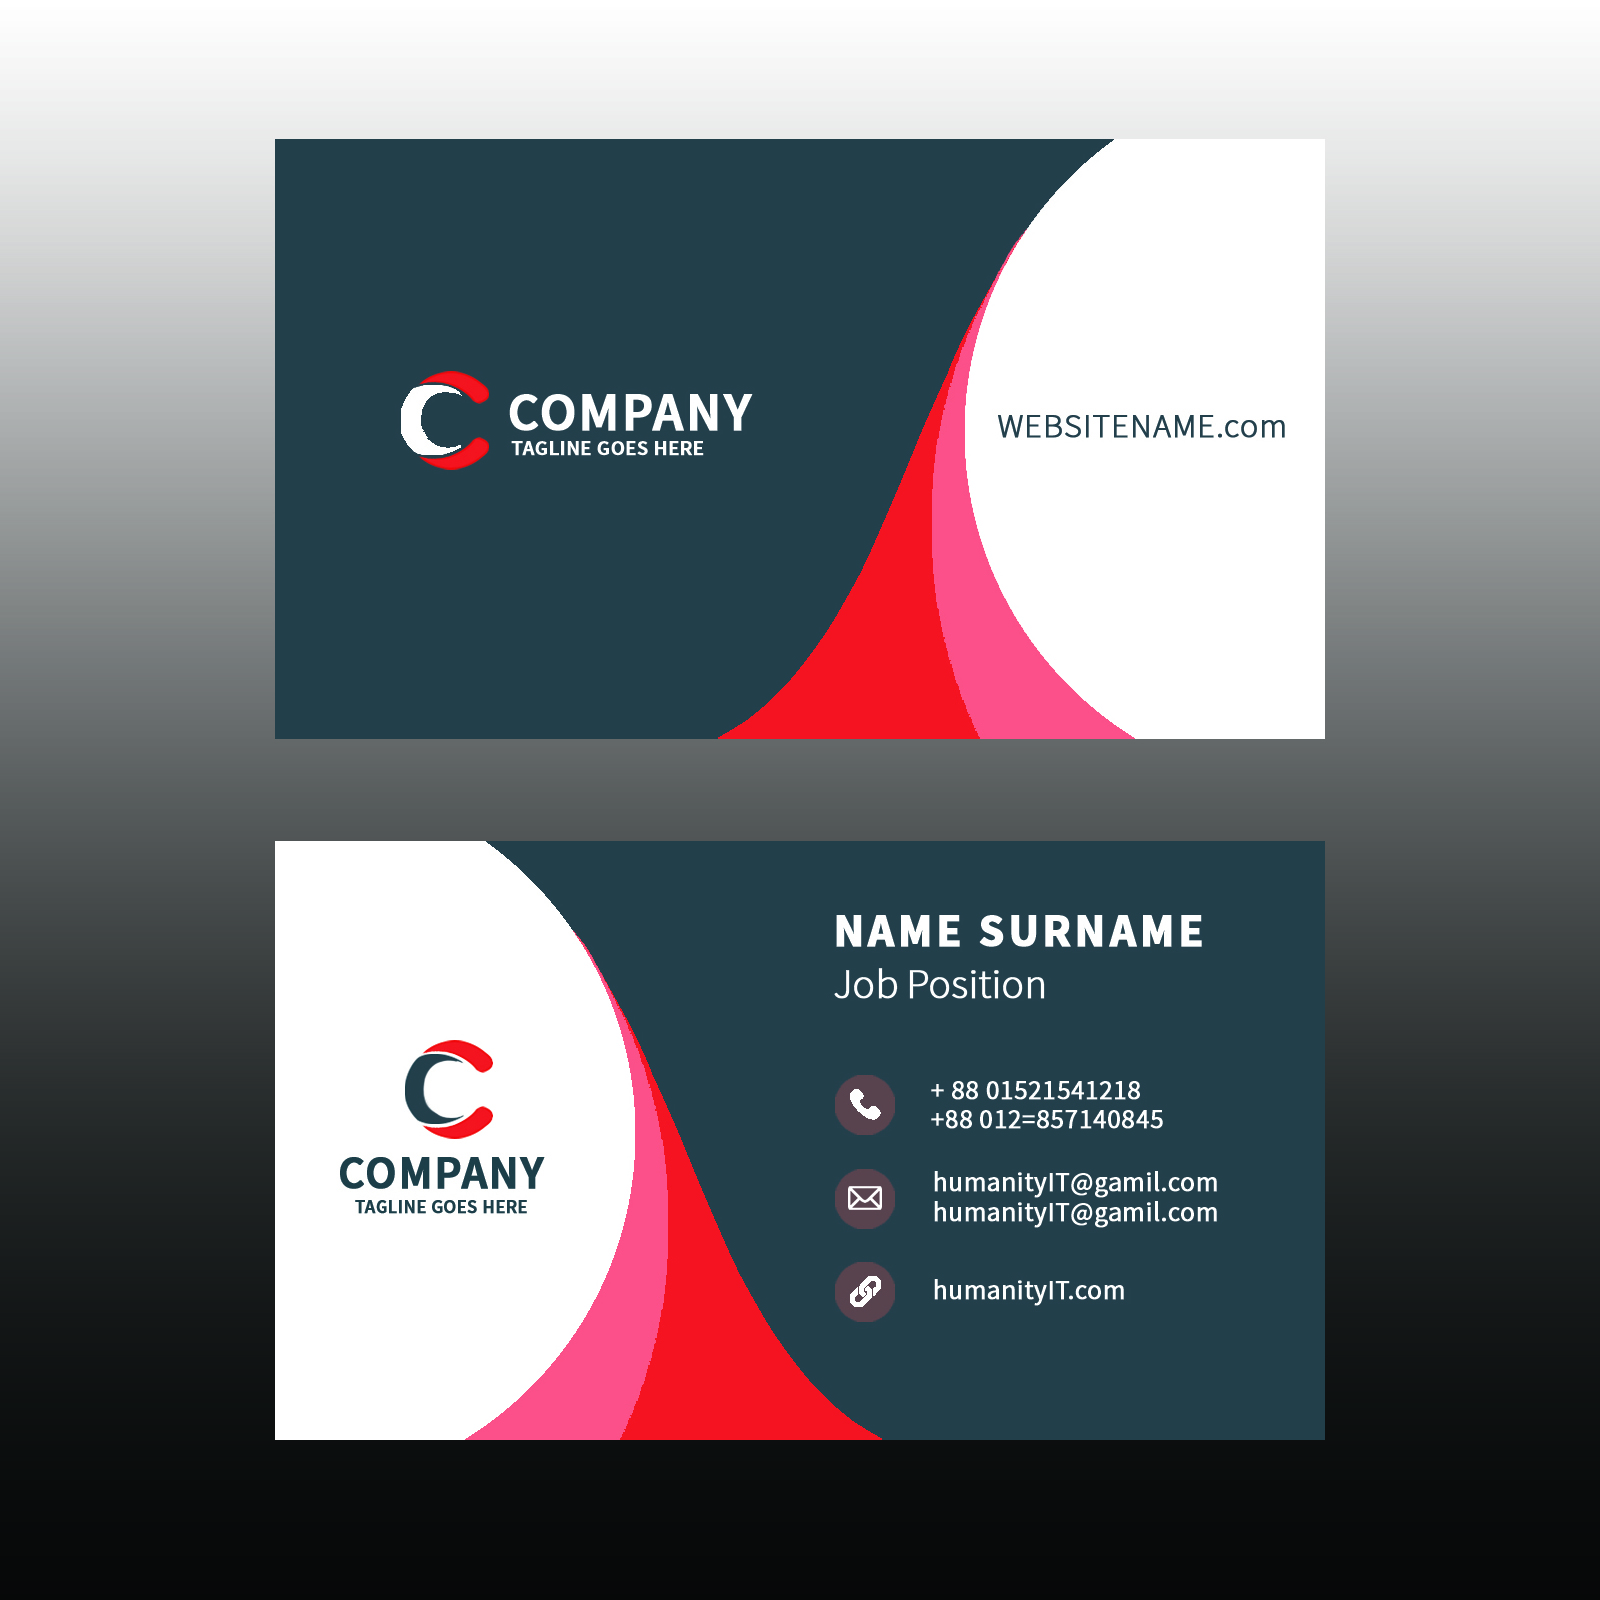 COMPANY
TAGLINE GOES HERE
WEBSITENAME.com
NAME SURNAME
Job Position
+ 88 01521541218
+88 012=857140845
humanityIT@gamil.com
humanityIT@gamil.com
humanityIT.com
COMPANY
TAGLINE GOES HERE